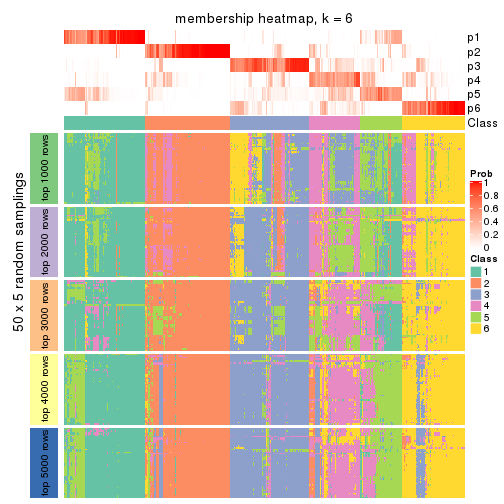 membership heatmap, k = 6
p1
p2
p3
p4
p5
p6
Class
50 x 5 random samplings
top 1000 rows
top 2000 rows
top 3000 rows
top 4000 rows
top 5000 rows
Prob
1
0.8
0.6
0.4
0.2
0
Class
1
2
3
4
5
6